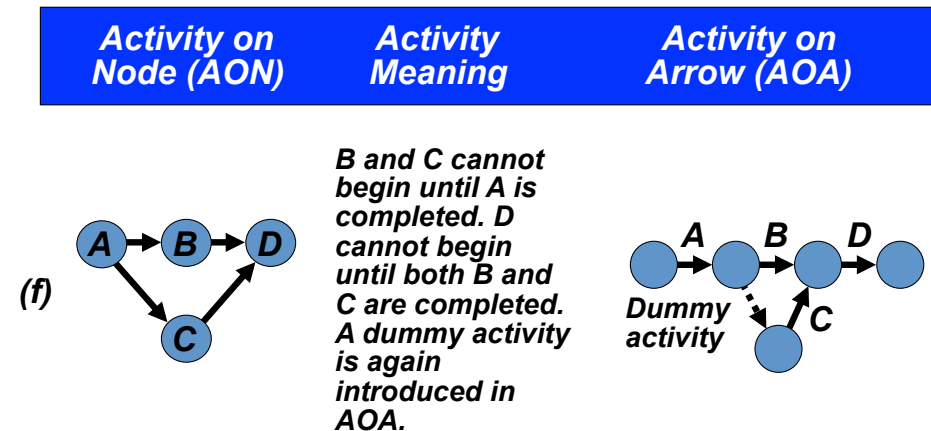 Activity on
Node (AON)
Activity
Meaning
Activity on
Arrow (AOA)
(f)
A
B
D
C
B and C cannot
begin until A is
completed. D
cannot begin
until both B and
C are completed.
A dummy activity
is again
introduced in
AOA.
A
B
D
Dummy
activity
C